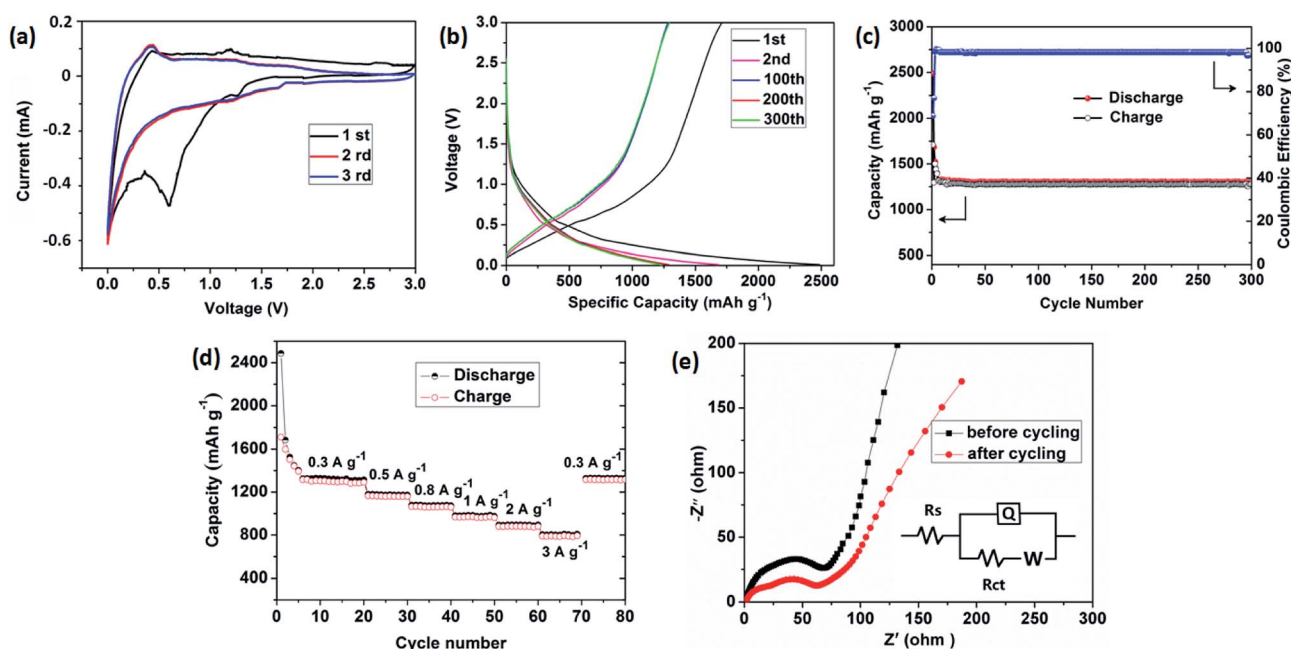 (a)
0.2
0
-0.2
-0.4
-0.6
Current (mA)
1 st
2 rd
3 rd
0.0 0.5 1.0 1.5 2.0 2.5 3.0
Voltage (V)
(b)
3.0
2.5
2.0
1.5
1.0
0.5
0.0
Voltage (V)
1st
2nd
100th
200th
300th
0 500 1000 1500 2000 2500
Specific Capacity (mAh g⁻¹)
(c)
3000
2750
2500
2250
2000
1750
1500
1250
1000
750
500
Capacity (mAh g⁻¹)
Discharge
Charge
100
80
60
40
20
0
Coulombic Efficiency (%)
0 50 100 150 200 250 300
Cycle Number
(d)
2400
2000
1600
1200
800
400
Capacity (mAh g⁻¹)
Discharge
Charge
0.3 A g⁻¹
0.5 A g⁻¹
0.8 A g⁻¹
1 A g⁻¹
2 A g⁻¹
3 A g⁻¹
0.3 A g⁻¹
0 10 20 30 40 50 60 70 80
Cycle number
(e)
200
150
100
50
0
-Z″ (ohm)
before cycling
after cycling
Rs
Q
Rct
W
0 50 100 150 200 250 300
Z′ (ohm )